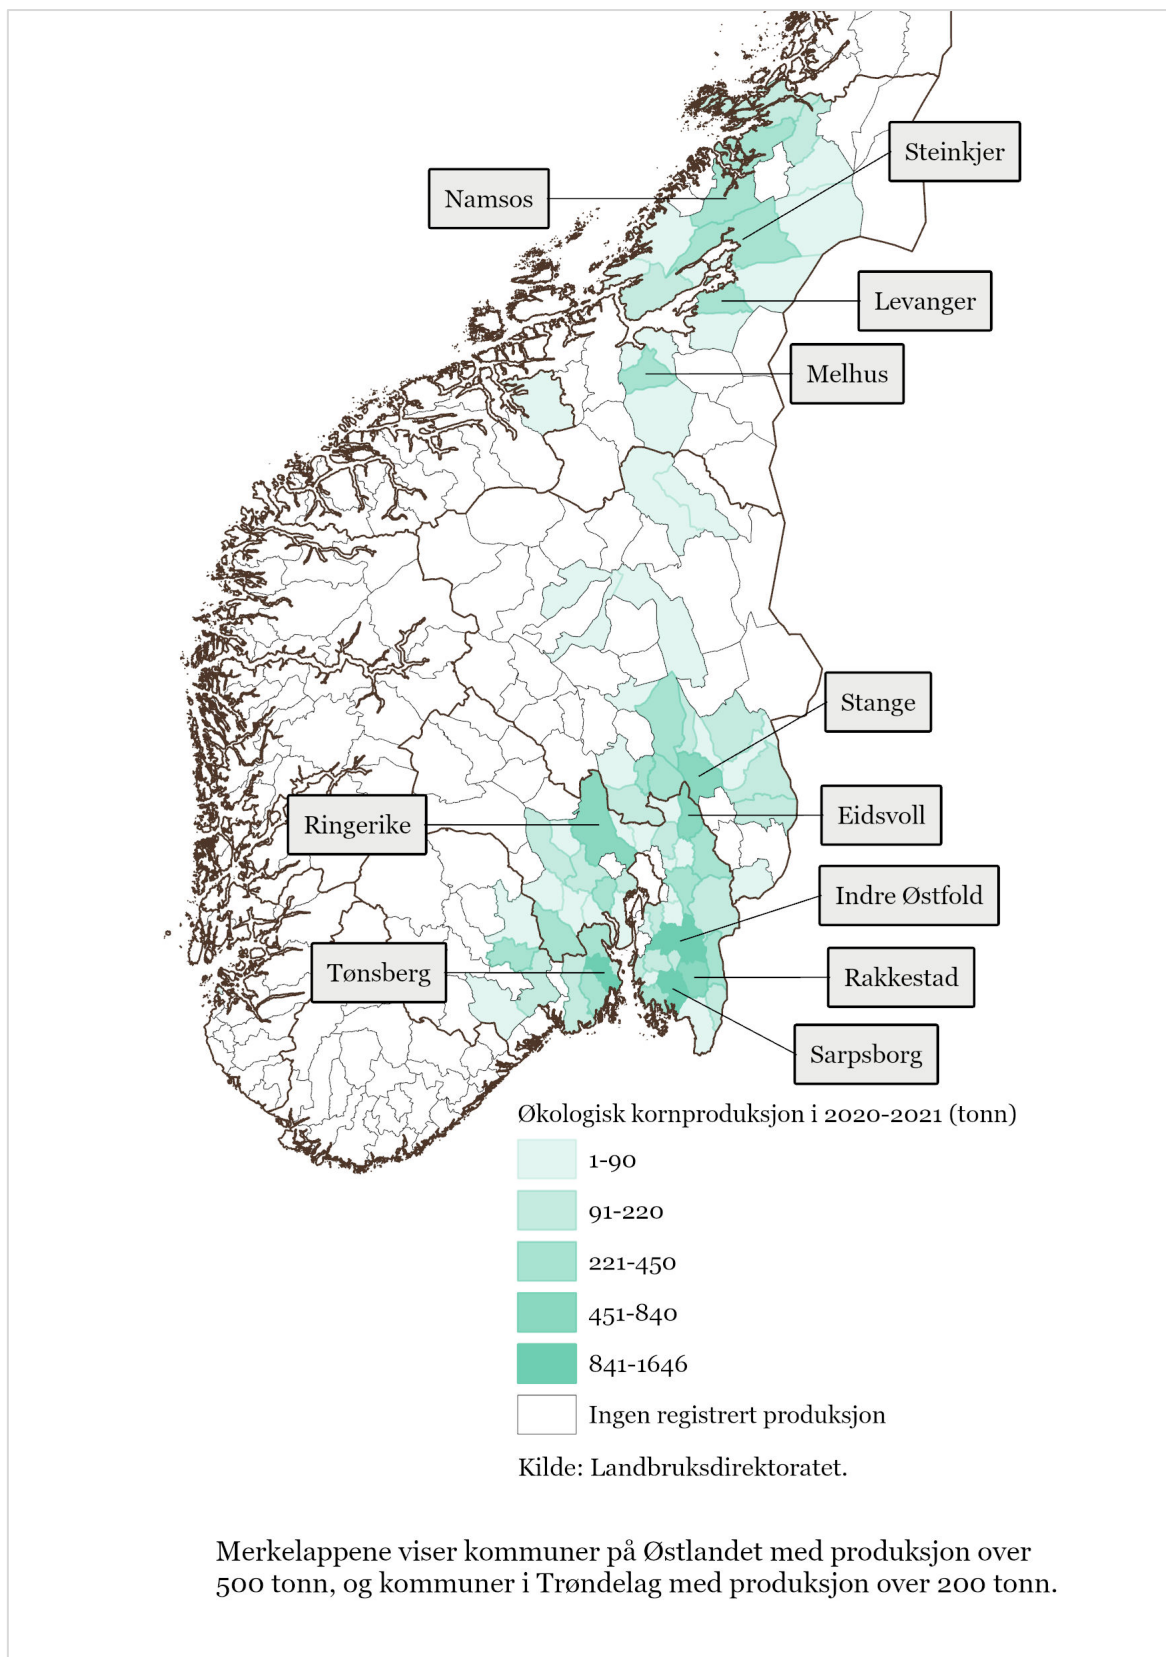 Steinkjer
Namsos
Levanger
Melhus
Stange
Ringerike
Eidsvoll
Indre Østfold
Tønsberg
Rakkestad
Sarpsborg
Økologisk kornproduksjon i 2020-2021 (tonn)
1-90
91-220
221-450
451-840
841-1646
Ingen registrert produksjon
Kilde: Landbruksdirektoratet.
Merkelappene viser kommuner på Østlandet med produksjon over
500 tonn, og kommuner i Trøndelag med produksjon over 200 tonn.